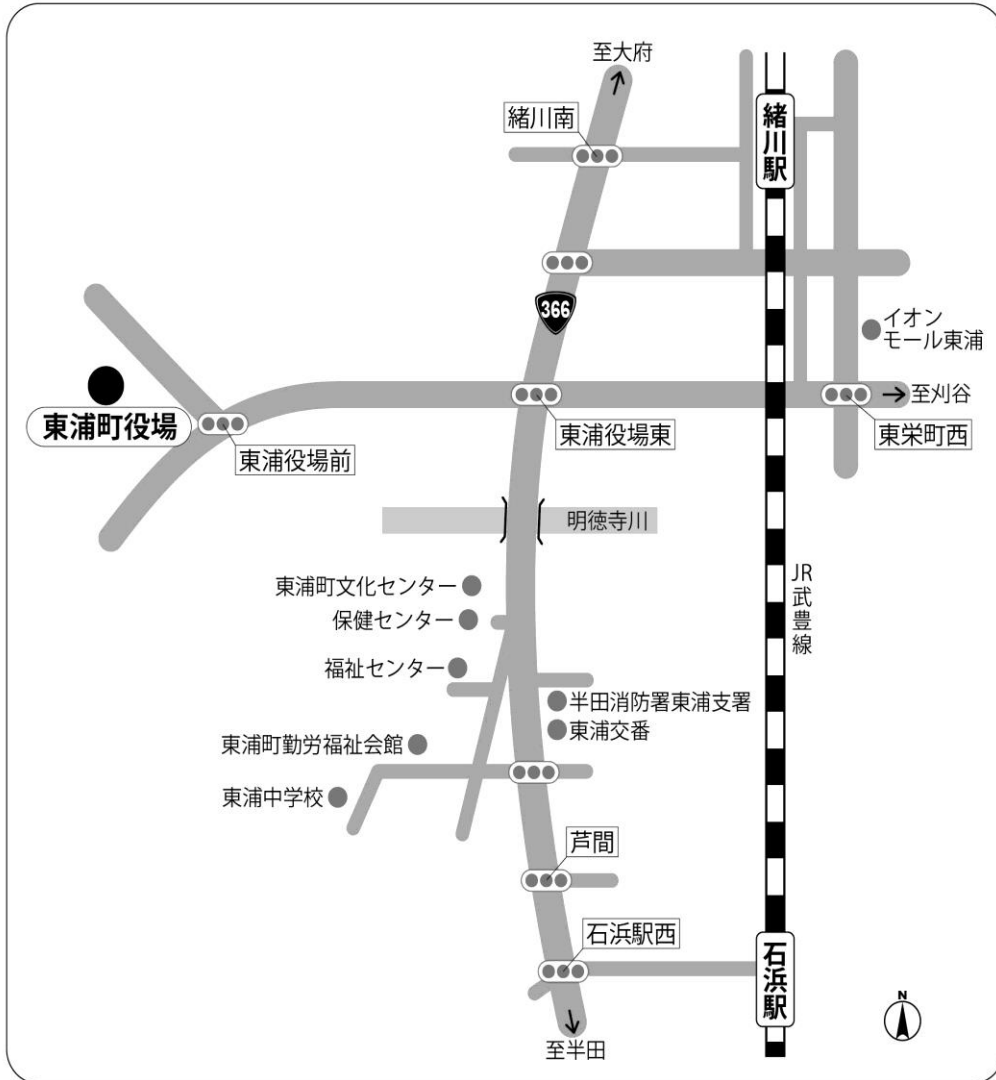 至大府
緒川南
緒川駅
366
イオン
モール東浦
東浦町役場
東浦役場前
東浦役場東
至刈谷
東栄町西
明徳寺川
JR武豊線
東浦町文化センター
保健センター
福祉センター
半田消防署東浦支署
東浦交番
東浦町勤労福祉会館
東浦中学校
芦間
石浜駅西
石浜駅
至半田
N